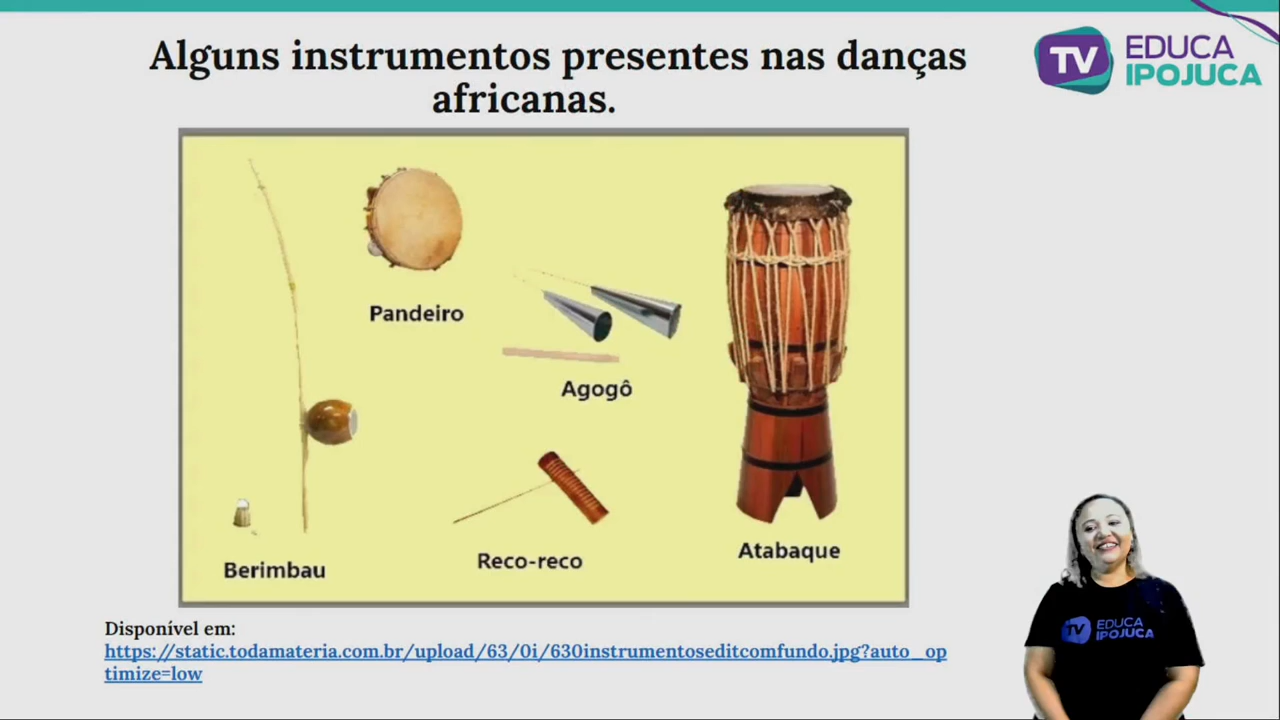 Alguns instrumentos presentes nas danças
africanas.
TV EDUCA
IPOJUCA
Pandeiro
Agogô
Berimbau
Reco-reco
Atabaque
Disponível em:
https://static.todamateria.com.br/upload/63/0i/630instrumentoseditcomfundo.jpg?auto_op
timize=low
TV EDUCA
IPOJUCA